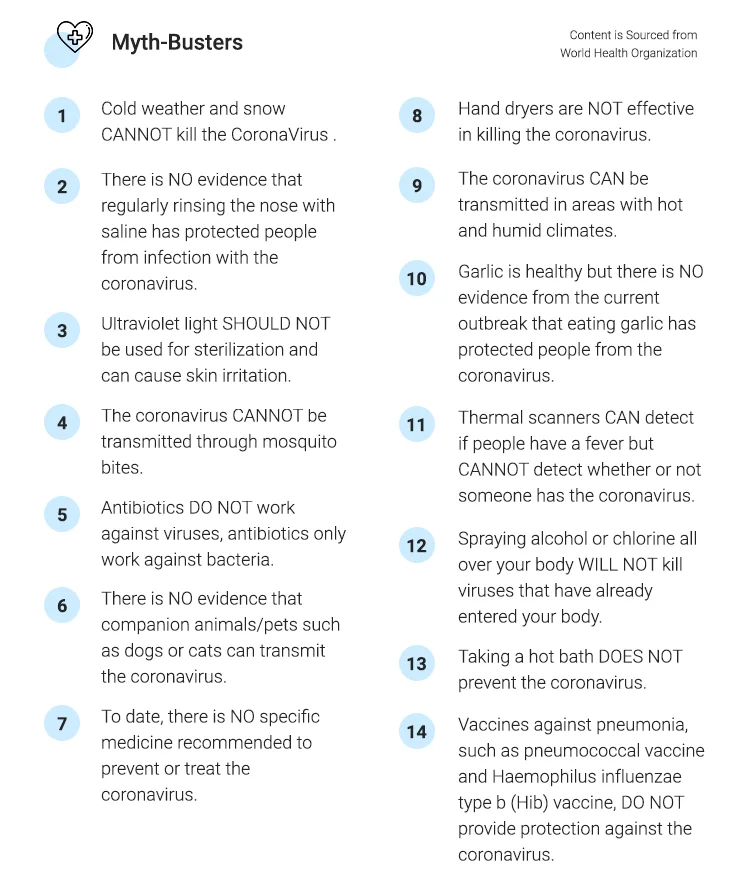 Myth-Busters
Content is Sourced from
World Health Organization
1
Cold weather and snow
CANNOT kill the CoronaVirus .
2
There is NO evidence that
regularly rinsing the nose with
saline has protected people
from infection with the
coronavirus.
3
Ultraviolet light SHOULD NOT
be used for sterilization and
can cause skin irritation.
4
The coronavirus CANNOT be
transmitted through mosquito
bites.
5
Antibiotics DO NOT work
against viruses, antibiotics only
work against bacteria.
6
There is NO evidence that
companion animals/pets such
as dogs or cats can transmit
the coronavirus.
7
To date, there is NO specific
medicine recommended to
prevent or treat the
coronavirus.
8
Hand dryers are NOT effective
in killing the coronavirus.
9
The coronavirus CAN be
transmitted in areas with hot
and humid climates.
10
Garlic is healthy but there is NO
evidence from the current
outbreak that eating garlic has
protected people from the
coronavirus.
11
Thermal scanners CAN detect
if people have a fever but
CANNOT detect whether or not
someone has the coronavirus.
12
Spraying alcohol or chlorine all
over your body WILL NOT kill
viruses that have already
entered your body.
13
Taking a hot bath DOES NOT
prevent the coronavirus.
14
Vaccines against pneumonia,
such as pneumococcal vaccine
and Haemophilus influenzae
type b (Hib) vaccine, DO NOT
provide protection against the
coronavirus.